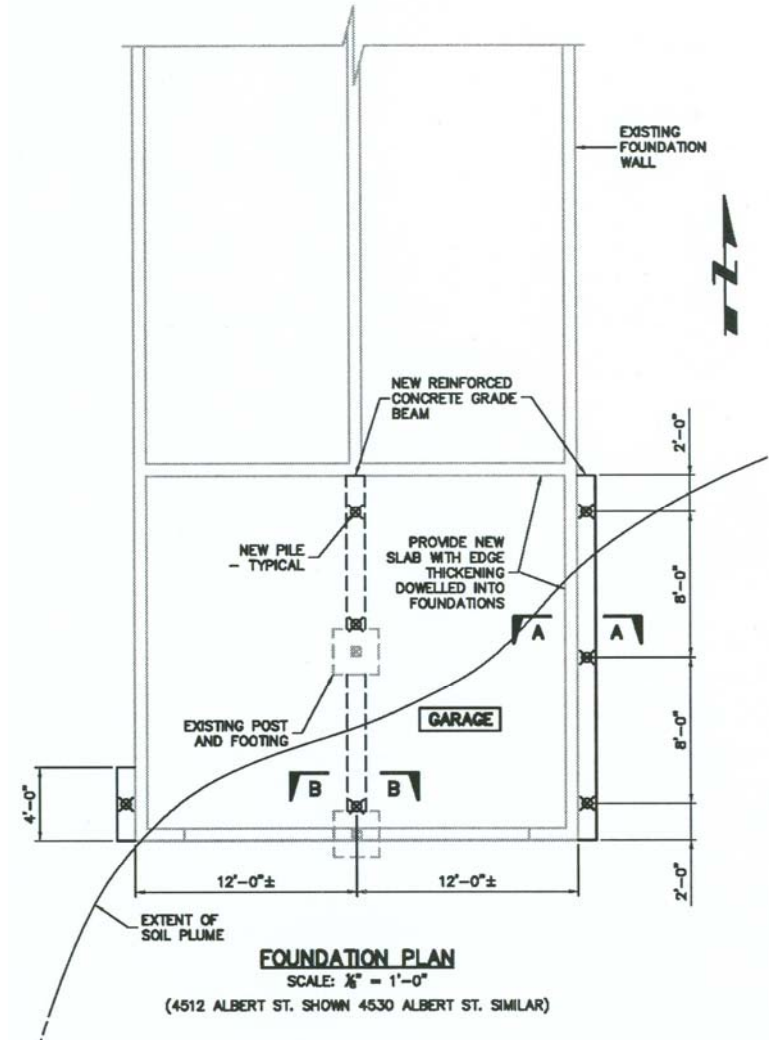 EXISTING
FOUNDATION
WALL
N
NEW REINFORCED
CONCRETE GRADE
BEAM
2'-0"
NEW PILE
- TYPICAL
PROVIDE NEW
SLAB WITH EDGE
THICKENING
DOWELLED INTO
FOUNDATIONS
8'-0"
A
A
EXISTING POST
AND FOOTING
GARAGE
8'-0"
B
B
4'-0"
12'-0"±
12'-0"±
2'-0"
EXTENT OF
SOIL PLUME
FOUNDATION PLAN
SCALE: ⅛" = 1'-0"
(4512 ALBERT ST. SHOWN 4530 ALBERT ST. SIMILAR)